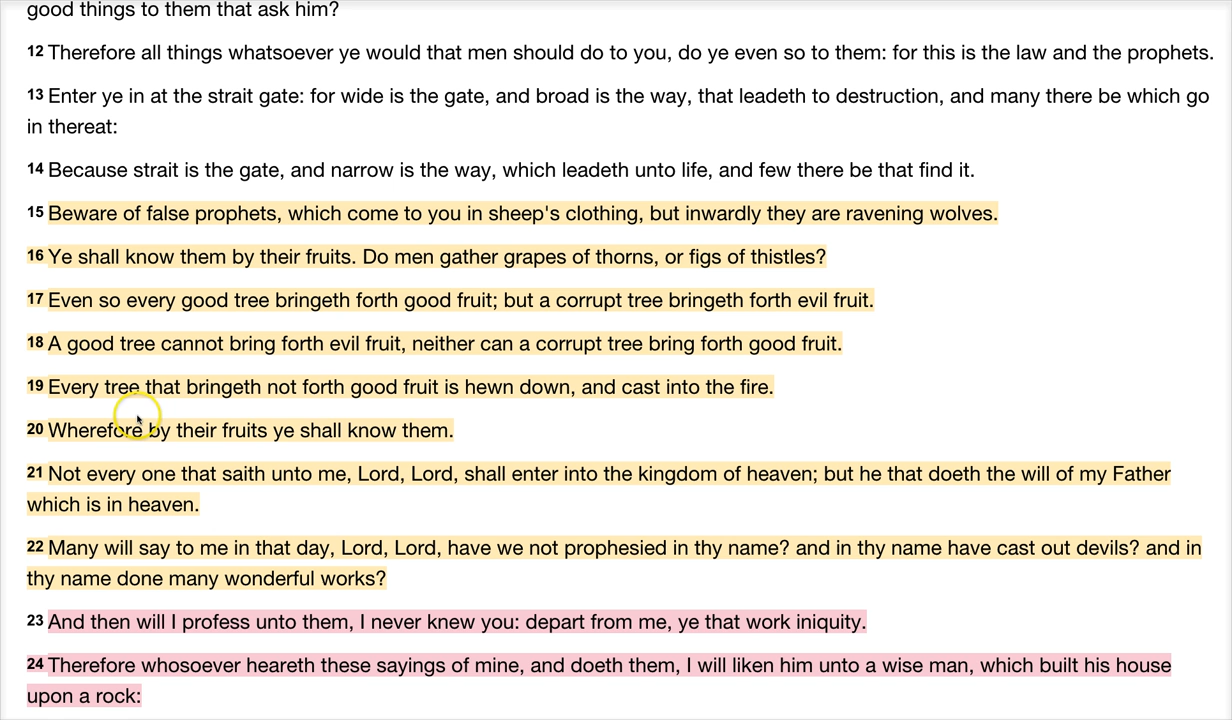 good things to them that ask him?
12 Therefore all things whatsoever ye would that men should do to you, do ye even so to them: for this is the law and the prophets.
13 Enter ye in at the strait gate: for wide is the gate, and broad is the way, that leadeth to destruction, and many there be which go
in thereat:
14 Because strait is the gate, and narrow is the way, which leadeth unto life, and few there be that find it.
15 Beware of false prophets, which come to you in sheep's clothing, but inwardly they are ravening wolves.
16 Ye shall know them by their fruits. Do men gather grapes of thorns, or figs of thistles?
17 Even so every good tree bringeth forth good fruit; but a corrupt tree bringeth forth evil fruit.
18 A good tree cannot bring forth evil fruit, neither can a corrupt tree bring forth good fruit.
19 Every tree that bringeth not forth good fruit is hewn down, and cast into the fire.
20 Wherefore by their fruits ye shall know them.
21 Not every one that saith unto me, Lord, Lord, shall enter into the kingdom of heaven; but he that doeth the will of my Father
which is in heaven.
22 Many will say to me in that day, Lord, Lord, have we not prophesied in thy name? and in thy name have cast out devils? and in
thy name done many wonderful works?
23 And then will I profess unto them, I never knew you: depart from me, ye that work iniquity.
24 Therefore whosoever heareth these sayings of mine, and doeth them, I will liken him unto a wise man, which built his house
upon a rock: